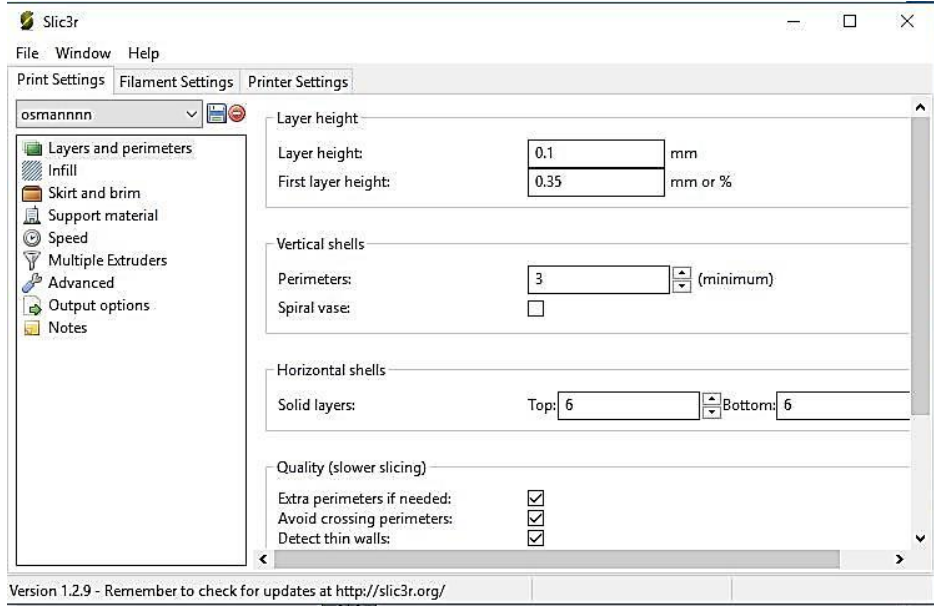 Slic3r
File Window Help
Print Settings Filament Settings Printer Settings
osmannnn
Layers and perimeters
Infill
Skirt and brim
Support material
Speed
Multiple Extruders
Advanced
Output options
Notes
Layer height
Layer height: 0.1 mm
First layer height: 0.35 mm or %
Vertical shells
Perimeters: 3 (minimum)
Spiral vase:
Horizontal shells
Solid layers: Top: 6 Bottom: 6
Quality (slower slicing)
Extra perimeters if needed:
Avoid crossing perimeters:
Detect thin walls:
Version 1.2.9 - Remember to check for updates at http://slic3r.org/